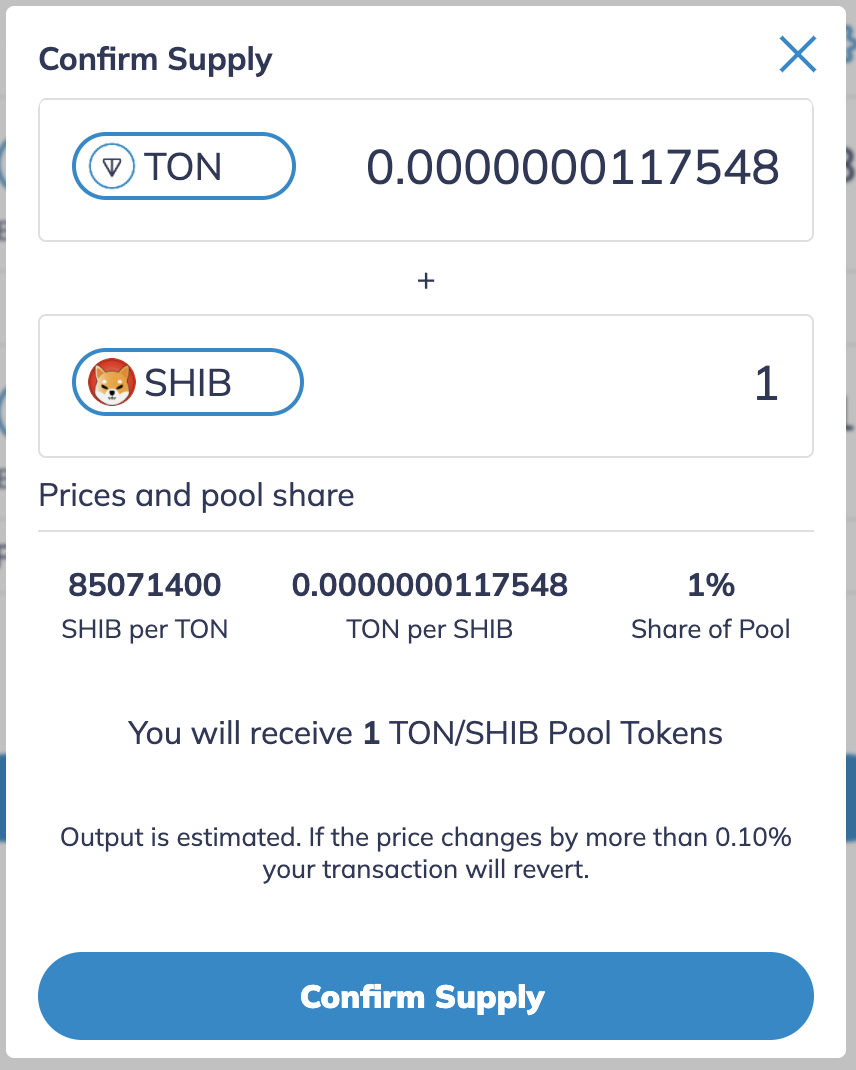 Confirm Supply
TON 0.0000000117548
+
SHIB 1
Prices and pool share
85071400 0.0000000117548 1%
SHIB per TON TON per SHIB Share of Pool
You will receive 1 TON/SHIB Pool Tokens
Output is estimated. If the price changes by more than 0.10%
your transaction will revert.
Confirm Supply